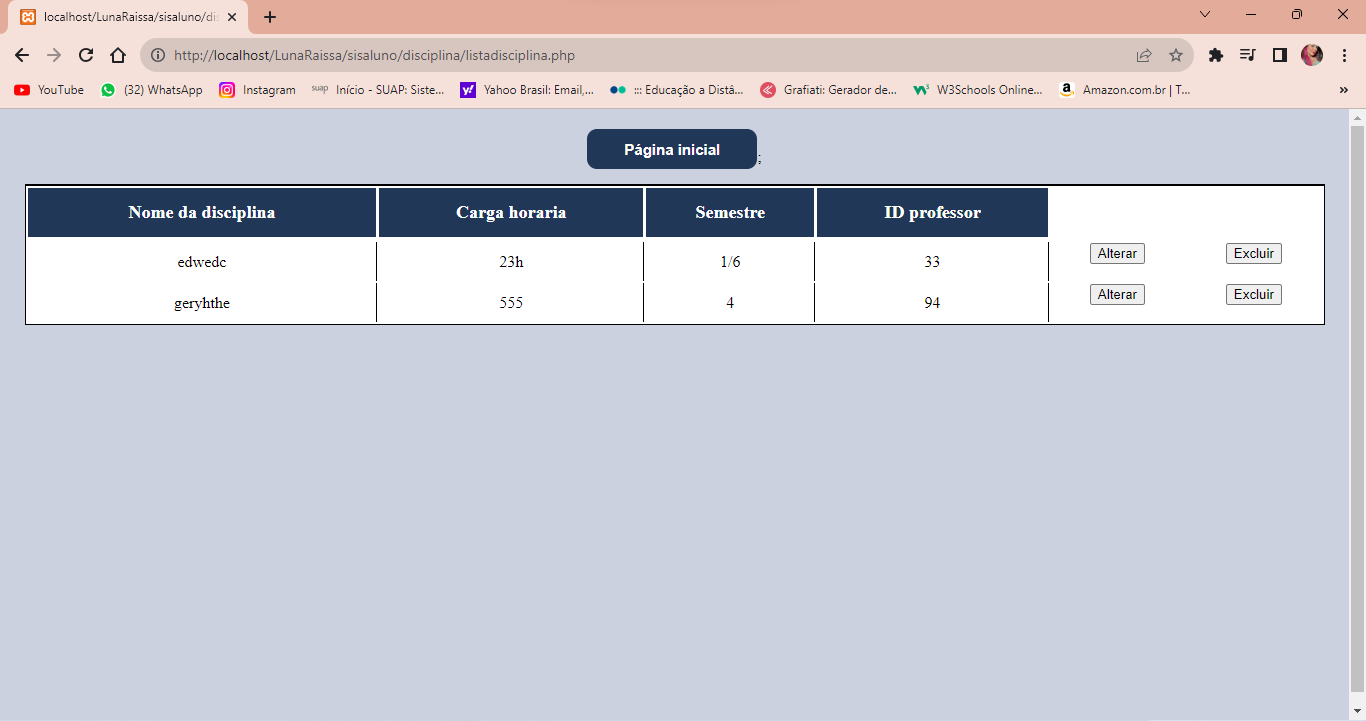 localhost/LunaRaissa/sisaluno/dis
http://localhost/LunaRaissa/sisaluno/disciplina/listadisciplina.php
YouTube (32) WhatsApp Instagram suap Início - SUAP: Siste... Yahoo Brasil: Email,... ::: Educação a Distâ... Grafiati: Gerador de... W3Schools Online... Amazon.com.br | T... »
Página inicial ;
Nome da disciplina Carga horaria Semestre ID professor
edwedc 23h 1/6 33 Alterar Excluir
geryhthe 555 4 94 Alterar Excluir